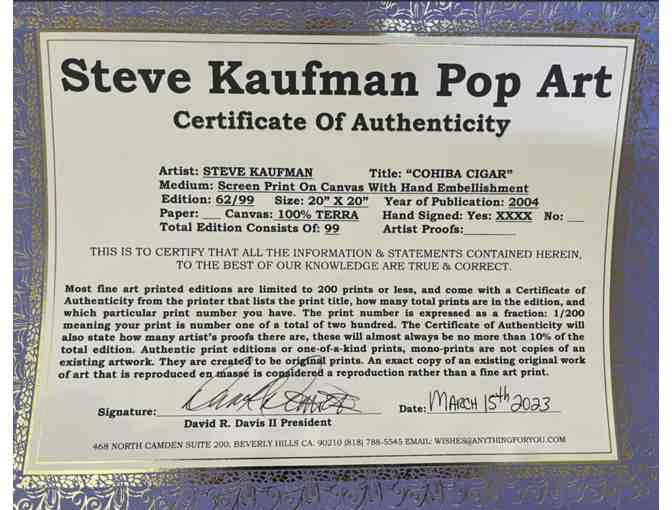 Steve Kaufman Pop Art
Certificate Of Authenticity
Artist: STEVE KAUFMAN Title: "COHIBA CIGAR"
Medium: Screen Print On Canvas With Hand Embellishment
Edition: 62/99 Size: 20" X 20" Year of Publication: 2004
Paper: ___ Canvas: 100% TERRA Hand Signed: Yes: XXXX No: ___
Total Edition Consists Of: 99 Artist Proofs:________
THIS IS TO CERTIFY THAT ALL THE INFORMATION & STATEMENTS CONTAINED HEREIN,
TO THE BEST OF OUR KNOWLEDGE ARE TRUE & CORRECT.
Most fine art printed editions are limited to 200 prints or less, and come with a Certificate of
Authenticity from the printer that lists the print title, how many total prints are in the edition, and
which particular print number you have. The print number is expressed as a fraction: 1/200
meaning your print is number one of a total of two hundred. The Certificate of Authenticity will
also state how many artist's proofs there are, these will almost always be no more than 10% of the
total edition. Authentic print editions or one-of-a-kind prints, mono-prints are not copies of an
existing artwork. They are created to be original prints. An exact copy of an existing original work
of art that is reproduced en masse is considered a reproduction rather than a fine art print.
Signature: Date: MARCH 15th 2023
David R. Davis II President
468 NORTH CAMDEN SUITE 200, BEVERLY HILLS CA. 90210 (818) 788-5545 EMAIL: WISHES@ANYTHINGFORYOU.COM